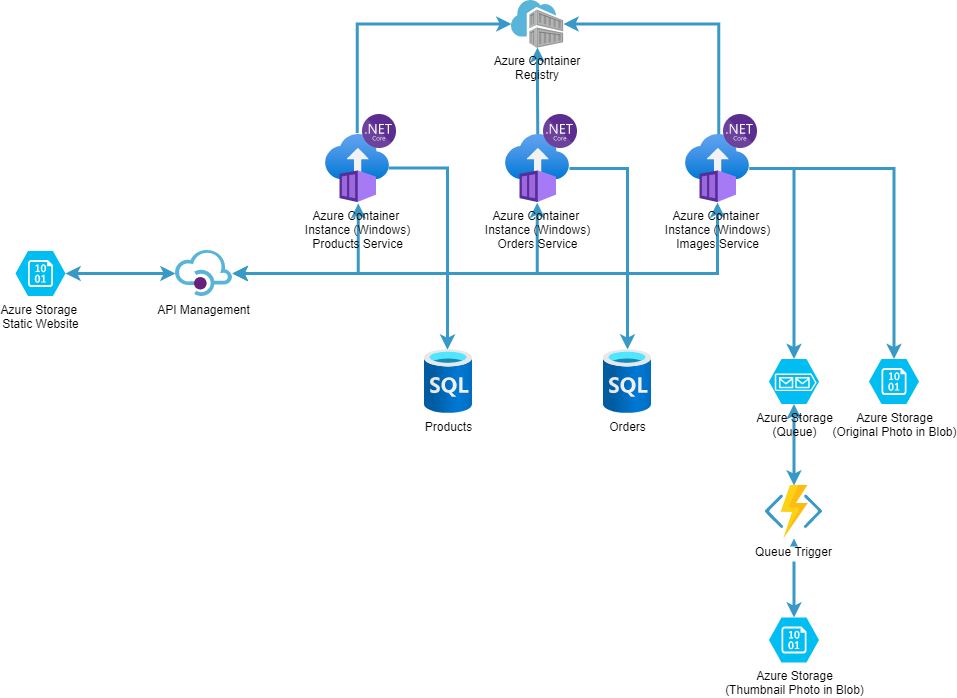 Azure Container
Registry
.NET
Core
.NET
Core
.NET
Core
Azure Container
Instance (Windows)
Products Service
Azure Container
Instance (Windows)
Orders Service
Azure Container
Instance (Windows)
Images Service
10
01
Azure Storage
Static Website
API Management
SQL
Products
SQL
Orders
Azure Storage
(Queue)
10
01
Azure Storage
(Original Photo in Blob)
Queue Trigger
10
01
Azure Storage
(Thumbnail Photo in Blob)